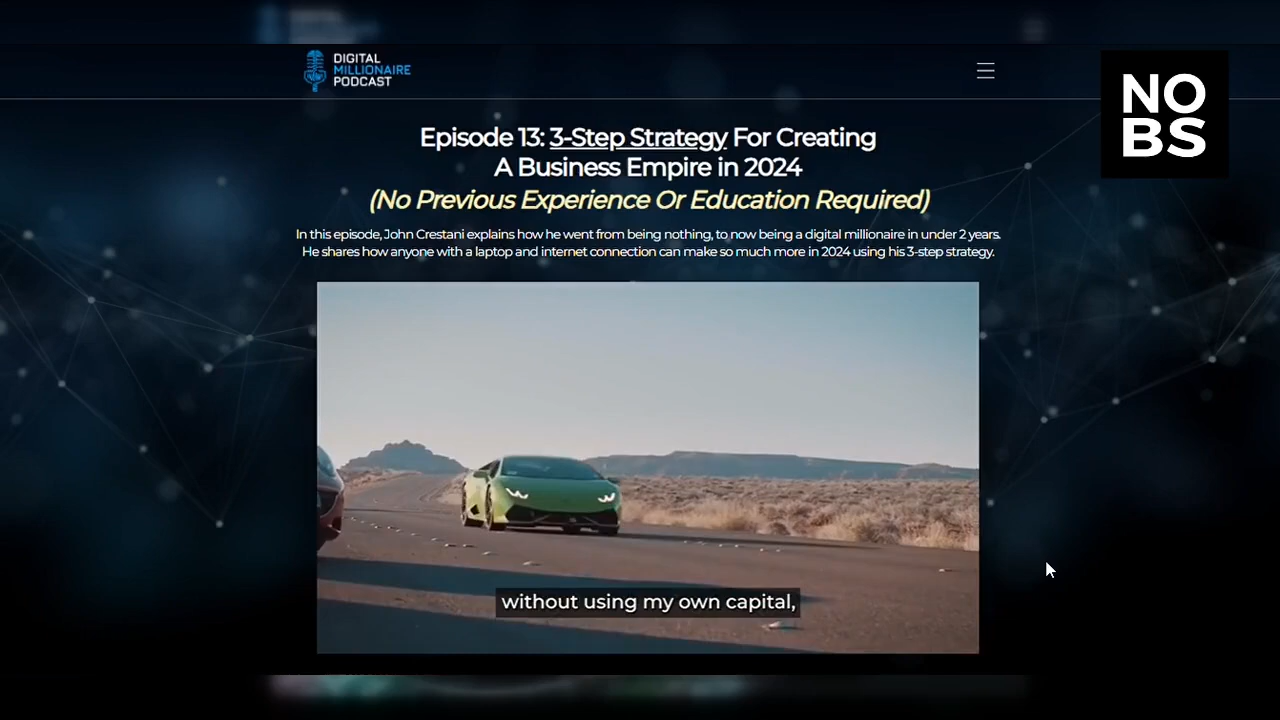 DIGITAL
MILLIONAIRE
PODCAST
NO
BS
Episode 13: 3-Step Strategy For Creating
A Business Empire in 2024
(No Previous Experience Or Education Required)
In this episode, John Crestani explains how he went from being nothing, to now being a digital millionaire in under 2 years.
He shares how anyone with a laptop and internet connection can make so much more in 2024 using his 3-step strategy.
without using my own capital,